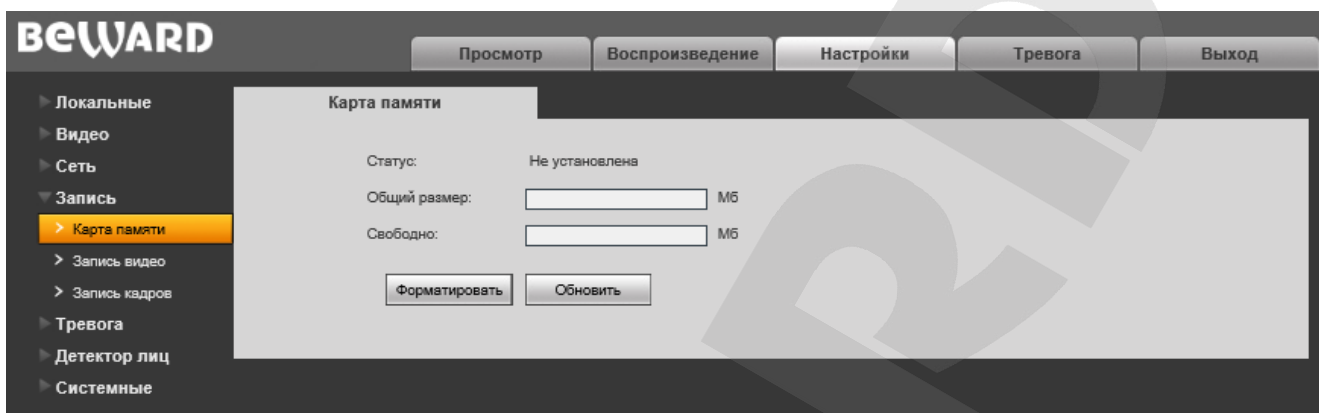 BEWARD
Просмотр
Воспроизведение
Настройки
Тревога
Выход
Локальные
Видео
Сеть
Запись
Карта памяти
Запись видео
Запись кадров
Тревога
Детектор лиц
Системные
Карта памяти
Статус: Не установлена
Общий размер: Мб
Свободно: Мб
Форматировать Обновить